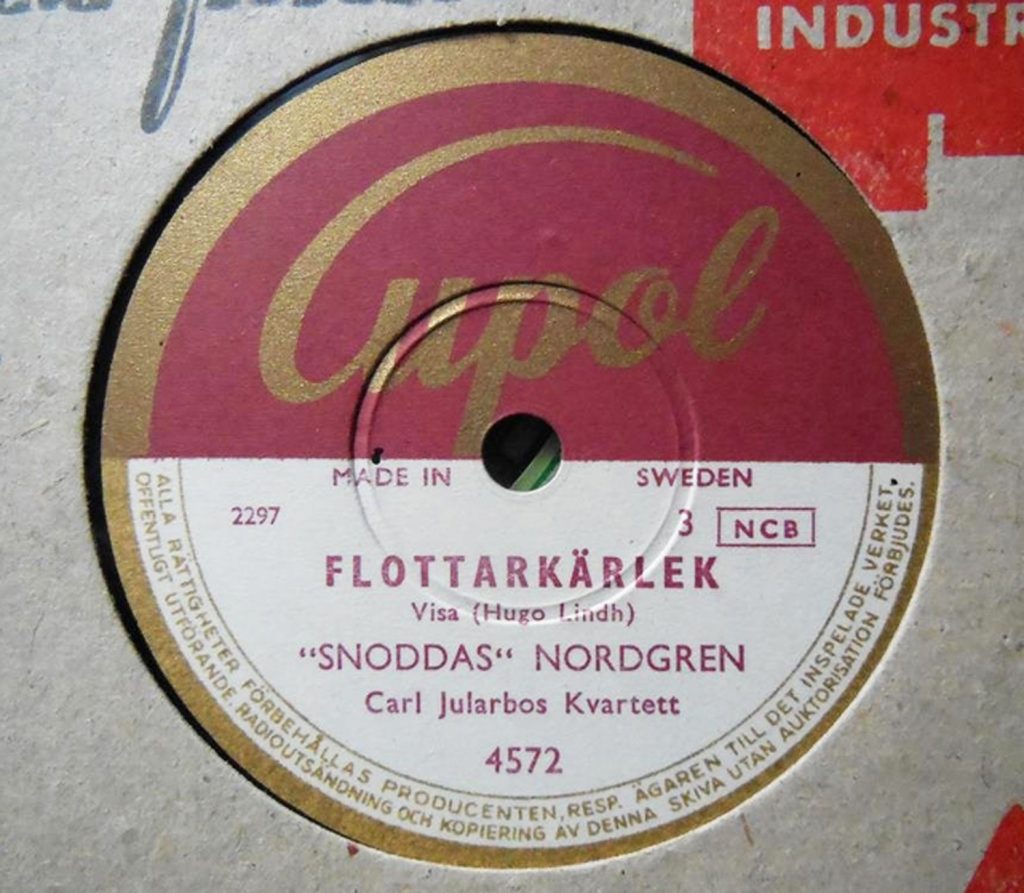 INDUSTR
Cupol
MADE IN SWEDEN
2297
3 NCB
FLOTTARKÄRLEK
Visa (Hugo Lindh)
“SNODDAS“ NORDGREN
Carl Jularbos Kvartett
4572
ALLA RÄTTIGHETER FÖRBEHÅLLAS PRODUCENTEN, RESP. ÄGAREN TILL DET INSPELADE VERKET.
OFFENTLIGT UTFÖRANDE, RADIOUTSÄNDNING OCH KOPIERING AV DENNA SKIVA UTAN AUKTORISATION FÖRBJUDES.